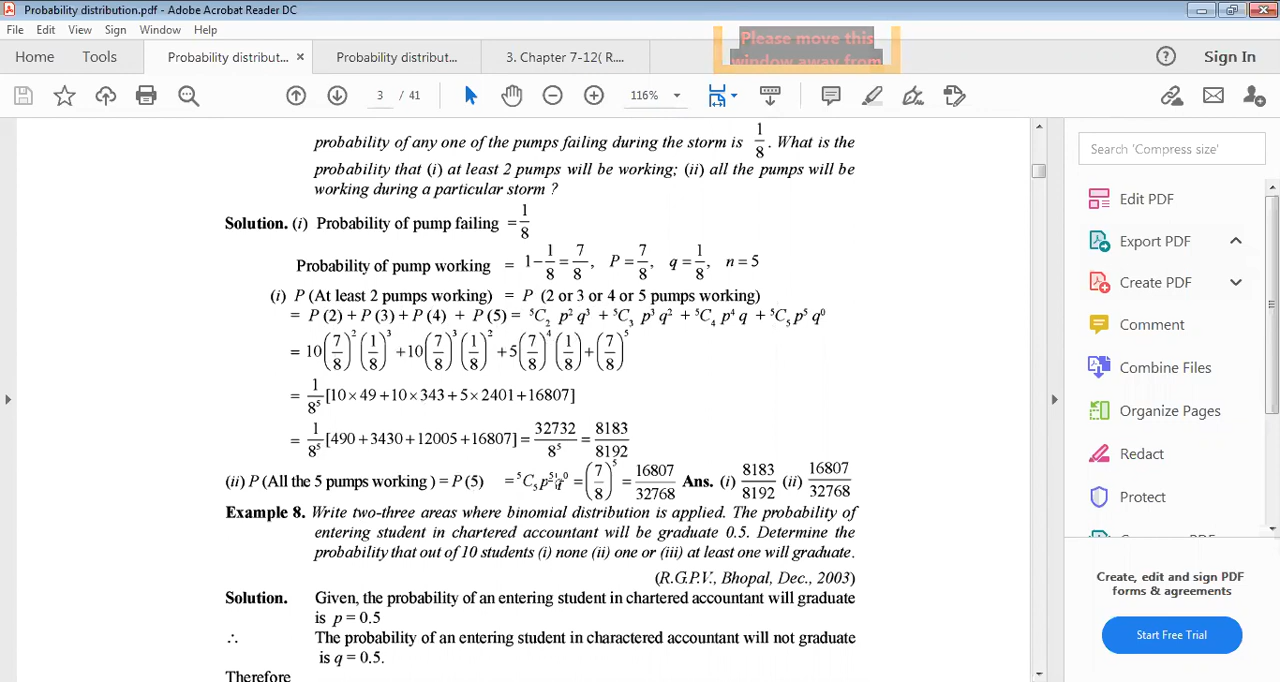 Probability distribution.pdf - Adobe Acrobat Reader DC
File Edit View Sign Window Help
Home Tools Probability distribut... × Probability distribut... 3. Chapter 7-12( R.... Please move this window away from ? Sign In
3 / 41 116%
probability of any one of the pumps failing during the storm is 1/8. What is the
probability that (i) at least 2 pumps will be working; (ii) all the pumps will be
working during a particular storm ?
Solution. (i) Probability of pump failing = 1/8
Probability of pump working = 1 − 1/8 = 7/8, P = 7/8, q = 1/8, n = 5
(i) P (At least 2 pumps working) = P (2 or 3 or 4 or 5 pumps working)
= P (2) + P (3) + P (4) + P (5) = ⁵C₂ p² q³ + ⁵C₃ p³ q² + ⁵C₄ p⁴ q + ⁵C₅ p⁵ q⁰
= 10(7/8)²(1/8)³ + 10(7/8)³(1/8)² + 5(7/8)⁴(1/8) + (7/8)⁵
= 1/8⁵ [10 × 49 + 10 × 343 + 5 × 2401 + 16807]
= 1/8⁵ [490 + 3430 + 12005 + 16807] = 32732/8⁵ = 8183/8192
(ii) P (All the 5 pumps working ) = P (5) = ⁵C₅ p⁵ q⁰ = (7/8)⁵ = 16807/32768 Ans. (i) 8183/8192 (ii) 16807/32768
Example 8. Write two-three areas where binomial distribution is applied. The probability of
entering student in chartered accountant will be graduate 0.5. Determine the
probability that out of 10 students (i) none (ii) one or (iii) at least one will graduate.
(R.G.P.V., Bhopal, Dec., 2003)
Solution. Given, the probability of an entering student in chartered accountant will graduate
is p = 0.5
∴ The probability of an entering student in charactered accountant will not graduate
is q = 0.5.
Therefore
Search 'Compress size'
Edit PDF
Export PDF
Create PDF
Comment
Combine Files
Organize Pages
Redact
Protect
Create, edit and sign PDF
forms & agreements
Start Free Trial